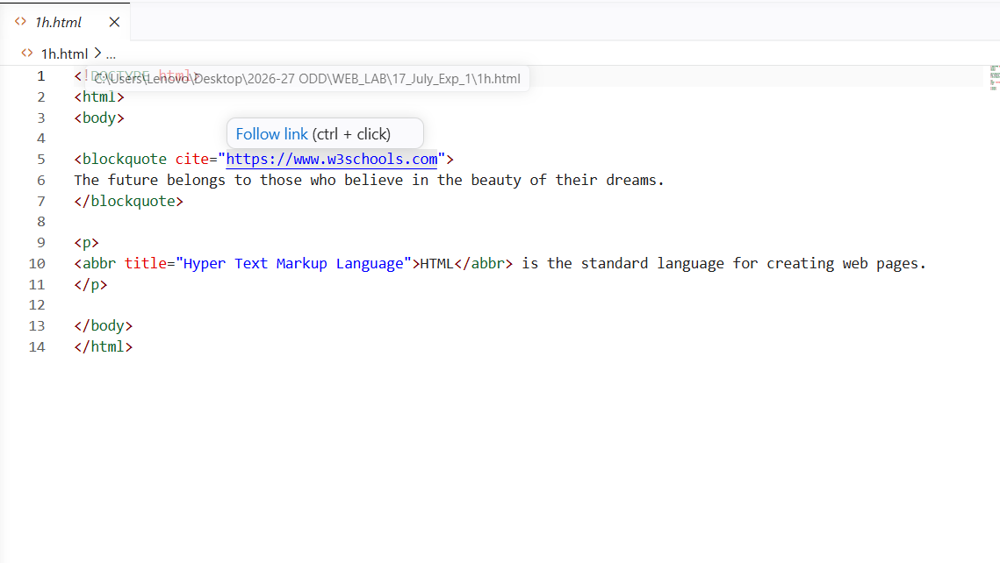 1h.html
1h.html > ...
1 <!DOCTYPE html>
C:\Users\Lenovo\Desktop\2026-27 ODD\WEB_LAB\17_July_Exp_1\1h.html
2 <html>
3 <body>
Follow link (ctrl + click)
4
5 <blockquote cite="https://www.w3schools.com">
6 The future belongs to those who believe in the beauty of their dreams.
7 </blockquote>
8
9 <p>
10 <abbr title="Hyper Text Markup Language">HTML</abbr> is the standard language for creating web pages.
11 </p>
12
13 </body>
14 </html>